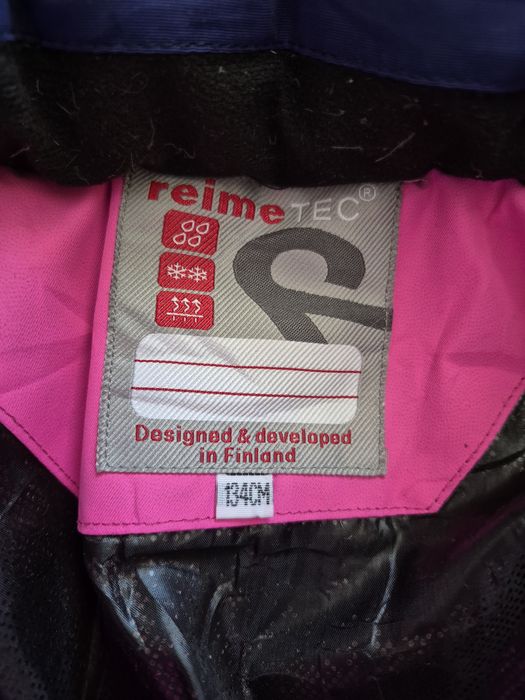 reimeTEC®
Designed & developed
in Finland
134CM